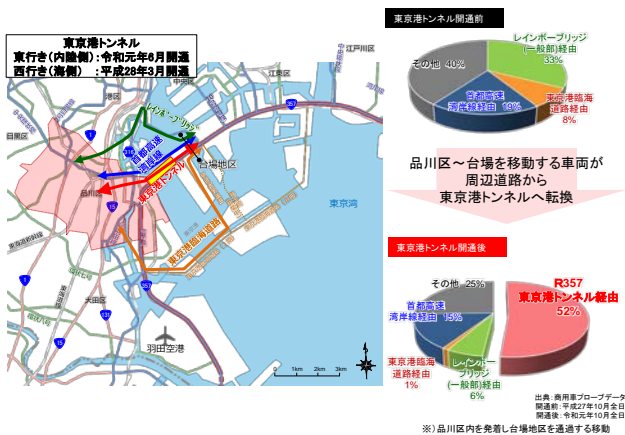 東京港トンネル
東行き(内陸側):令和元年6月開通
西行き(海側) :平成28年3月開通
東京港トンネル開通前
レインボーブリッジ
(一般部)経由
33%
その他 40%
首都高速
湾岸線経由 19%
東京港臨海
道路経由
8%
品川区~台場を移動する車両が
周辺道路から
東京港トンネルへ転換
東京港トンネル開通後
その他 25%
R357
東京港トンネル経由
52%
首都高速
湾岸線経由 15%
東京港臨海
道路経由
1%
レインボー
ブリッジ
(一般部)経由
6%
出典:商用車プローブデータ
開通前:平成27年10月全日
開通後:令和元年10月全日
※)品川区内を発着し台場地区を通過する移動
江戸川区
江東区
中央区
港区
目黒区
レインボーブリッジ
首都高速
湾岸線
台場地区
品川区
東京港トンネル
東京港臨海道路
東京湾
大田区
羽田空港
357
1
316
15
1
357
131
15
0 1km 2km 3km